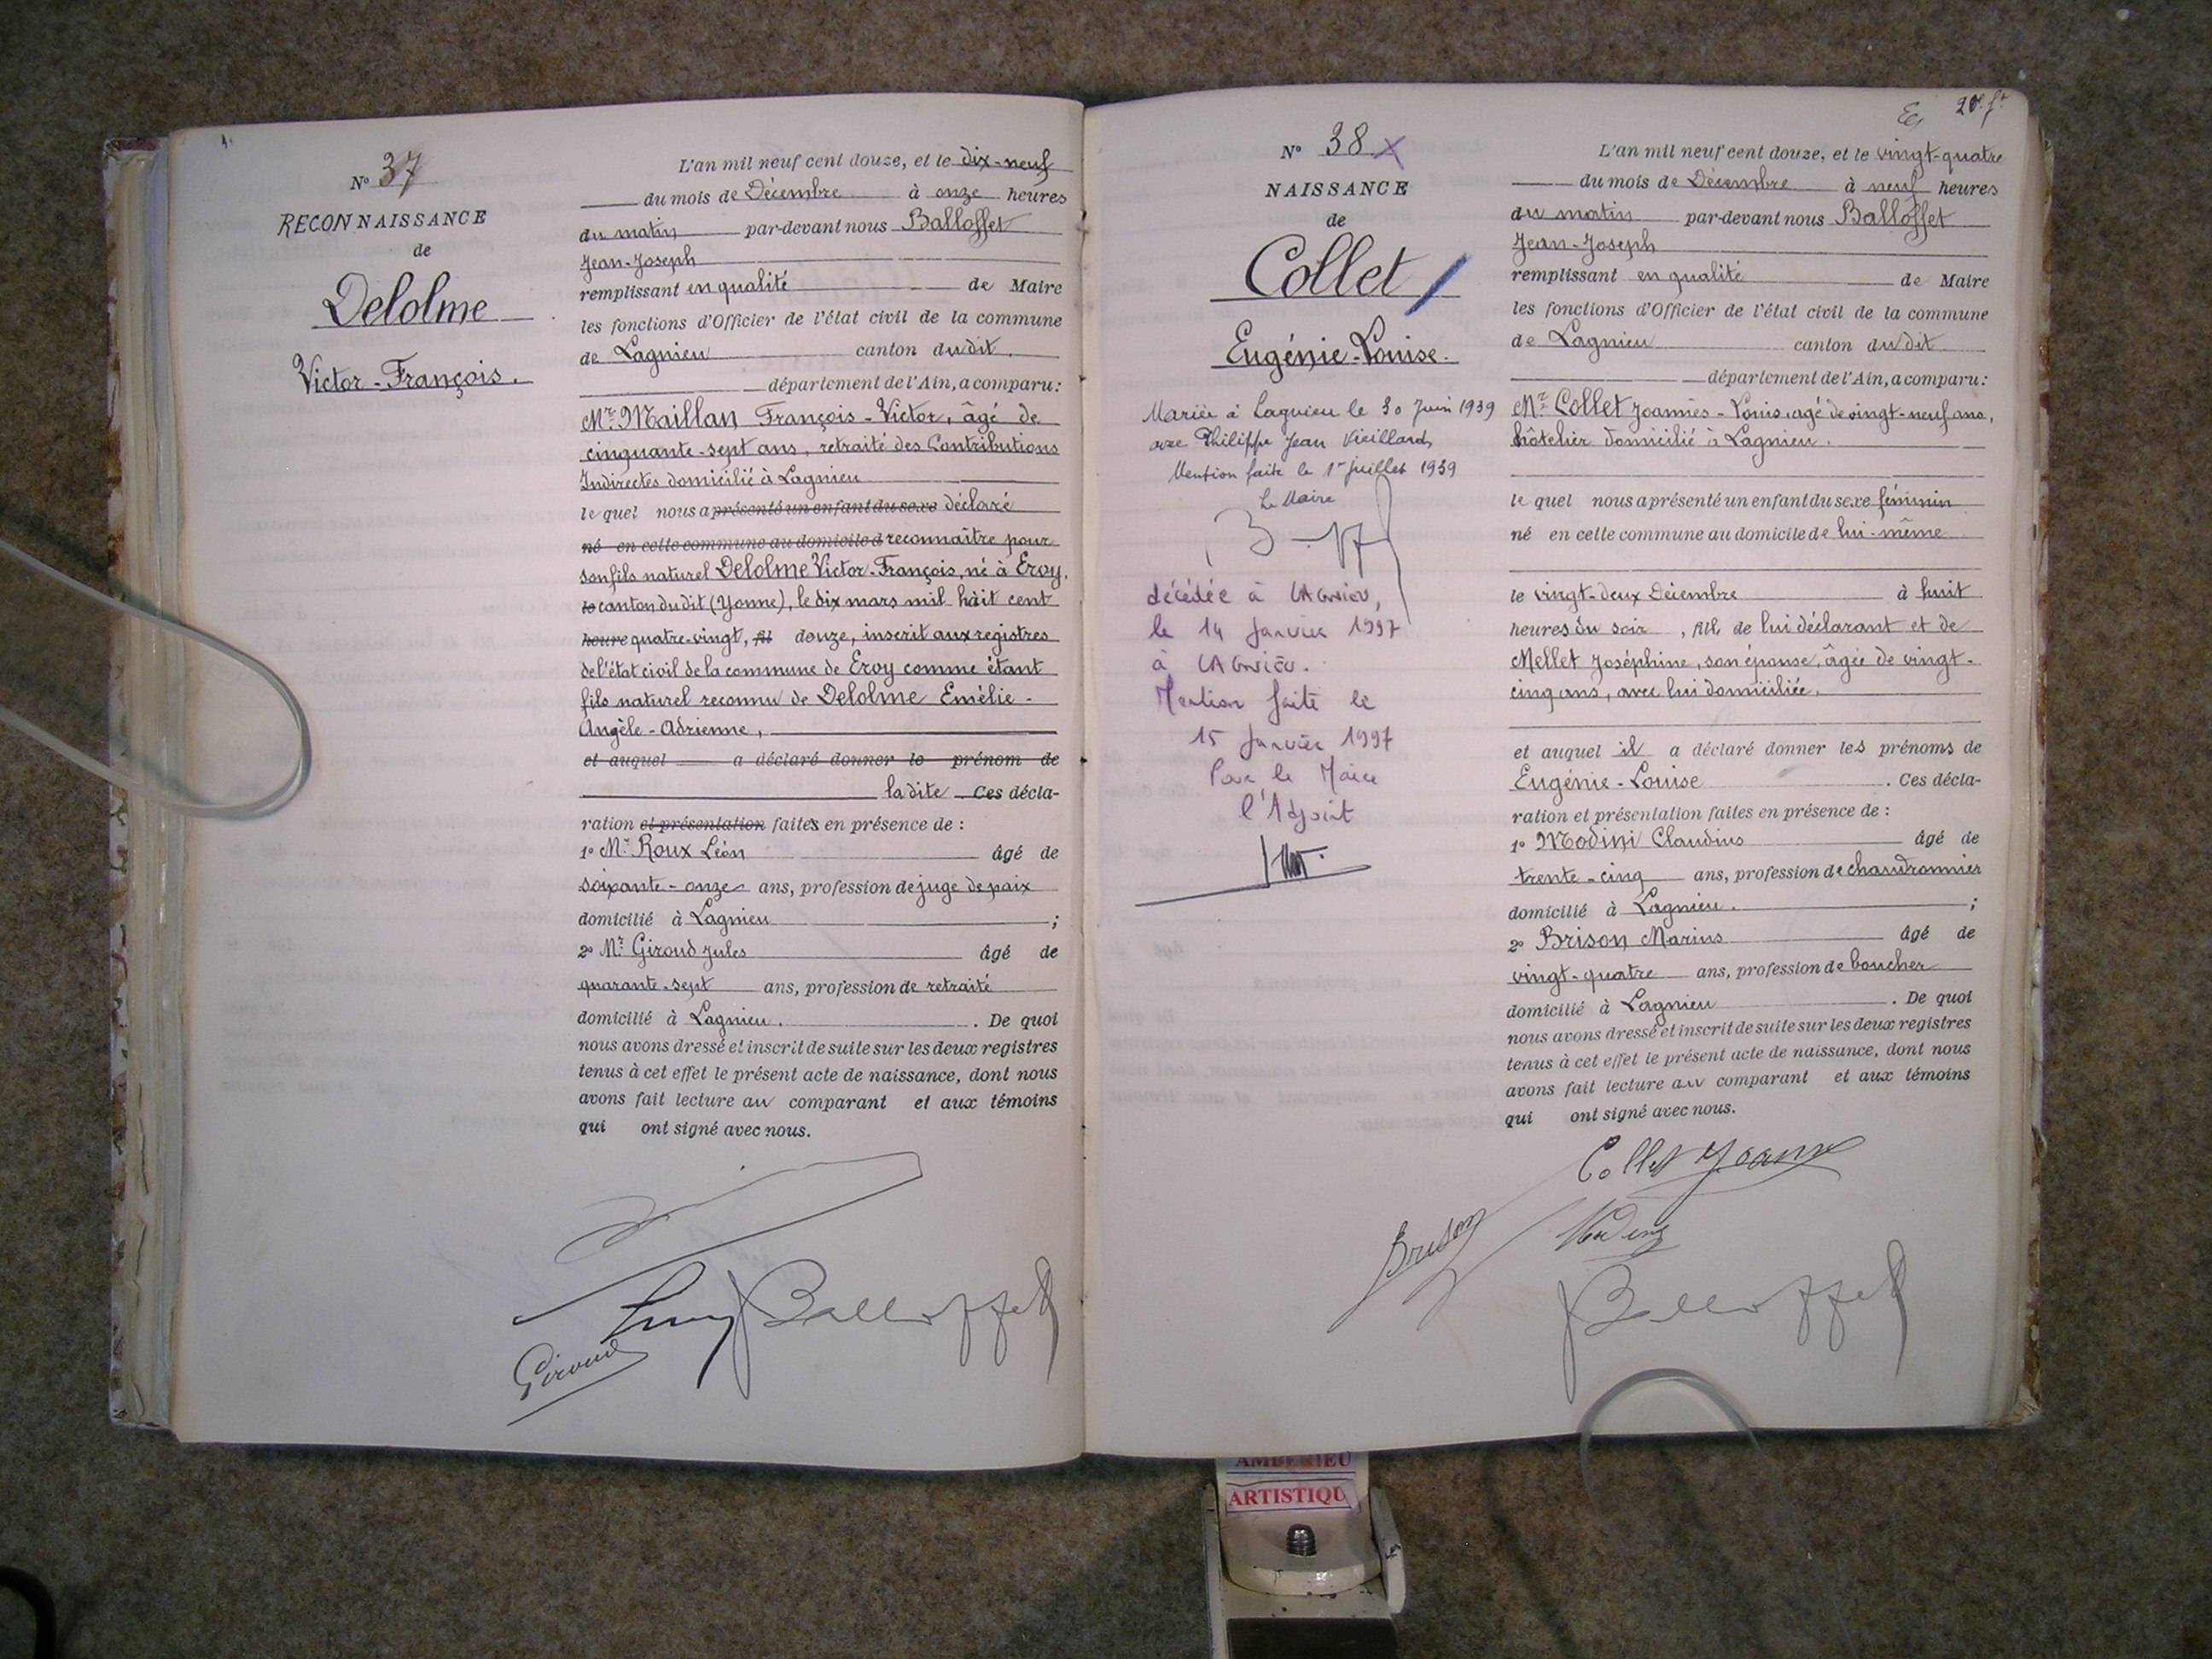 N° 37
RECONNAISSANCE
de
Delolme
Victor-François.
L'an mil neuf cent douze, et le dix-neuf
du mois de Décembre à onze heures
du matin par-devant nous Balloffet
Jean-Joseph
remplissant en qualité de Maire
les fonctions d'Officier de l'état civil de la commune
de Lagnieu canton dudit.
département de l'Ain, a comparu:
Mr. Maillan François-Victor, âgé de
cinquante-sept ans, retraité des Contributions
Indirectes domicilié à Lagnieu
le quel nous a présenté un enfant du sexe déclaré
né en cette commune au domicile d reconnaître pour
son fils naturel Delolme Victor-François, né à Ervy,
le canton du dit (Yonne), le dix mars mil huit cent
heure quatre-vingt, fil douze, inscrit aux registres
de l'état civil de la commune de Ervy comme étant
fils naturel reconnu de Delolme Emélie-
Angèle-Adrienne,
et auquel a déclaré donner le prénom de
ladite Ces décla-
ration et présentation faites en présence de :
1° Mr. Roux Léon âgé de
soixante-onze ans, profession de juge de paix
domicilié à Lagnieu ;
2° Mr. Giroud Jules âgé de
quarante-sept ans, profession de retraité
domicilié à Lagnieu. . De quoi
nous avons dressé et inscrit de suite sur les deux registres
tenus à cet effet le présent acte de naissance, dont nous
avons fait lecture au comparant et aux témoins
qui ont signé avec nous.
Balloffet
Giroud
20e ft
N° 38 x
NAISSANCE
de
Collet
Eugénie-Louise.
Mariée à Lagnieu le 30 Juin 1939
avec Philippe Jean Vieillard
Mention faite le 1er Juillet 1939
Le Maire
décédée à LAGNIEU,
le 14 Janvier 1997
à LAGNIEU.
Mention faite le
15 Janvier 1997
Pour le Maire
l'Adjoint
L'an mil neuf cent douze, et le vingt-quatre
du mois de Décembre à neuf heures
du matin par-devant nous Balloffet
Jean-Joseph
remplissant en qualité de Maire
les fonctions d'Officier de l'état civil de la commune
de Lagnieu canton dudit
département de l'Ain, a comparu:
Mr. Collet Joannès-Louis, agé de vingt-neuf ans,
hôtelier domicilié à Lagnieu.
le quel nous a présenté un enfant du sexe féminin
né en cette commune au domicile de lui-même
le vingt-deux Décembre à huit
heures du soir, fill de lui déclarant et de
Mellet Joséphine, son épouse, âgée de vingt-
cinq ans, avec lui domiciliée.
et auquel il a déclaré donner les prénoms de
Eugénie-Louise . Ces décla-
ration et présentation faites en présence de :
1° Modini Claudius âgé de
trente-cinq ans, profession de chaudronnier
domicilié à Lagnieu. ;
2° Brison Marius âgé de
vingt-quatre ans, profession de boucher
domicilié à Lagnieu . De quoi
nous avons dressé et inscrit de suite sur les deux registres
tenus à cet effet le présent acte de naissance, dont nous
avons fait lecture au comparant et aux témoins
qui ont signé avec nous.
Collet
Brison
Balloffet
AMBERIEU
ARTISTIQU